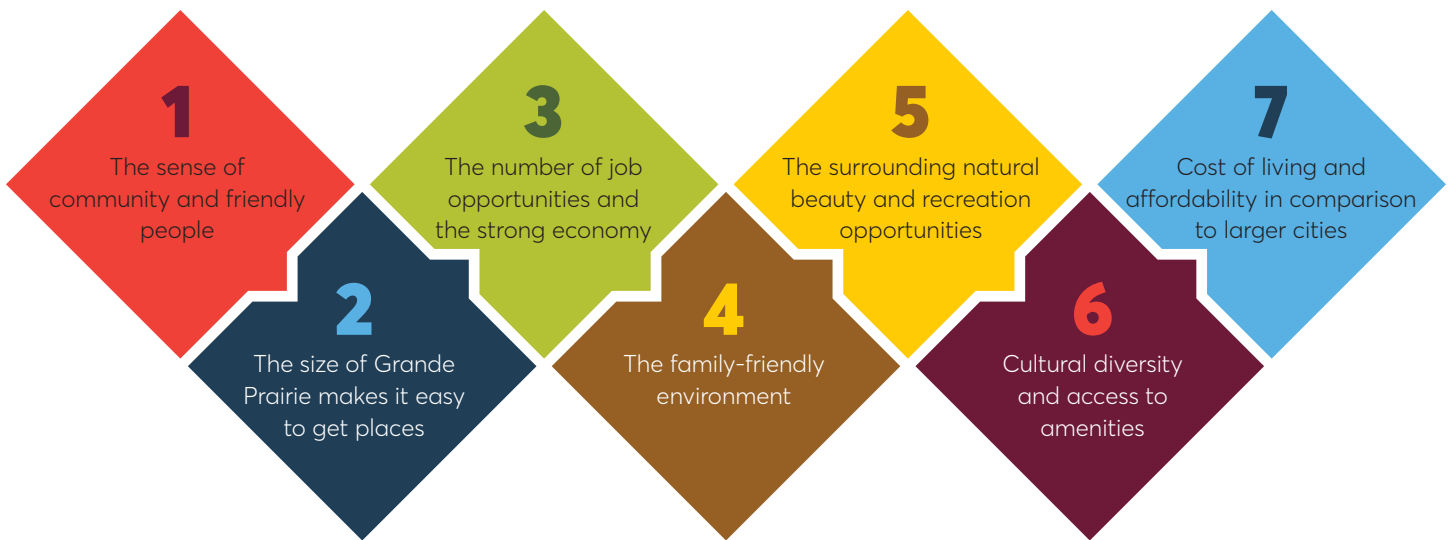 1
The sense of
community and friendly
people
2
The size of Grande
Prairie makes it easy
to get places
3
The number of job
opportunities and
the strong economy
4
The family-friendly
environment
5
The surrounding natural
beauty and recreation
opportunities
6
Cultural diversity
and access to
amenities
7
Cost of living and
affordability in comparison
to larger cities